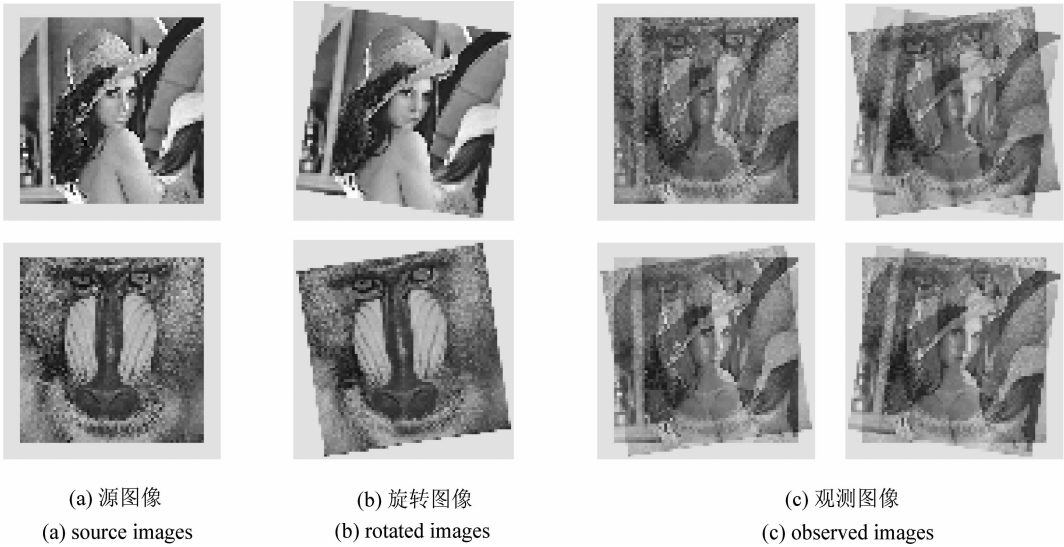 (a) 源图像
(a) source images
(b) 旋转图像
(b) rotated images
(c) 观测图像
(c) observed images